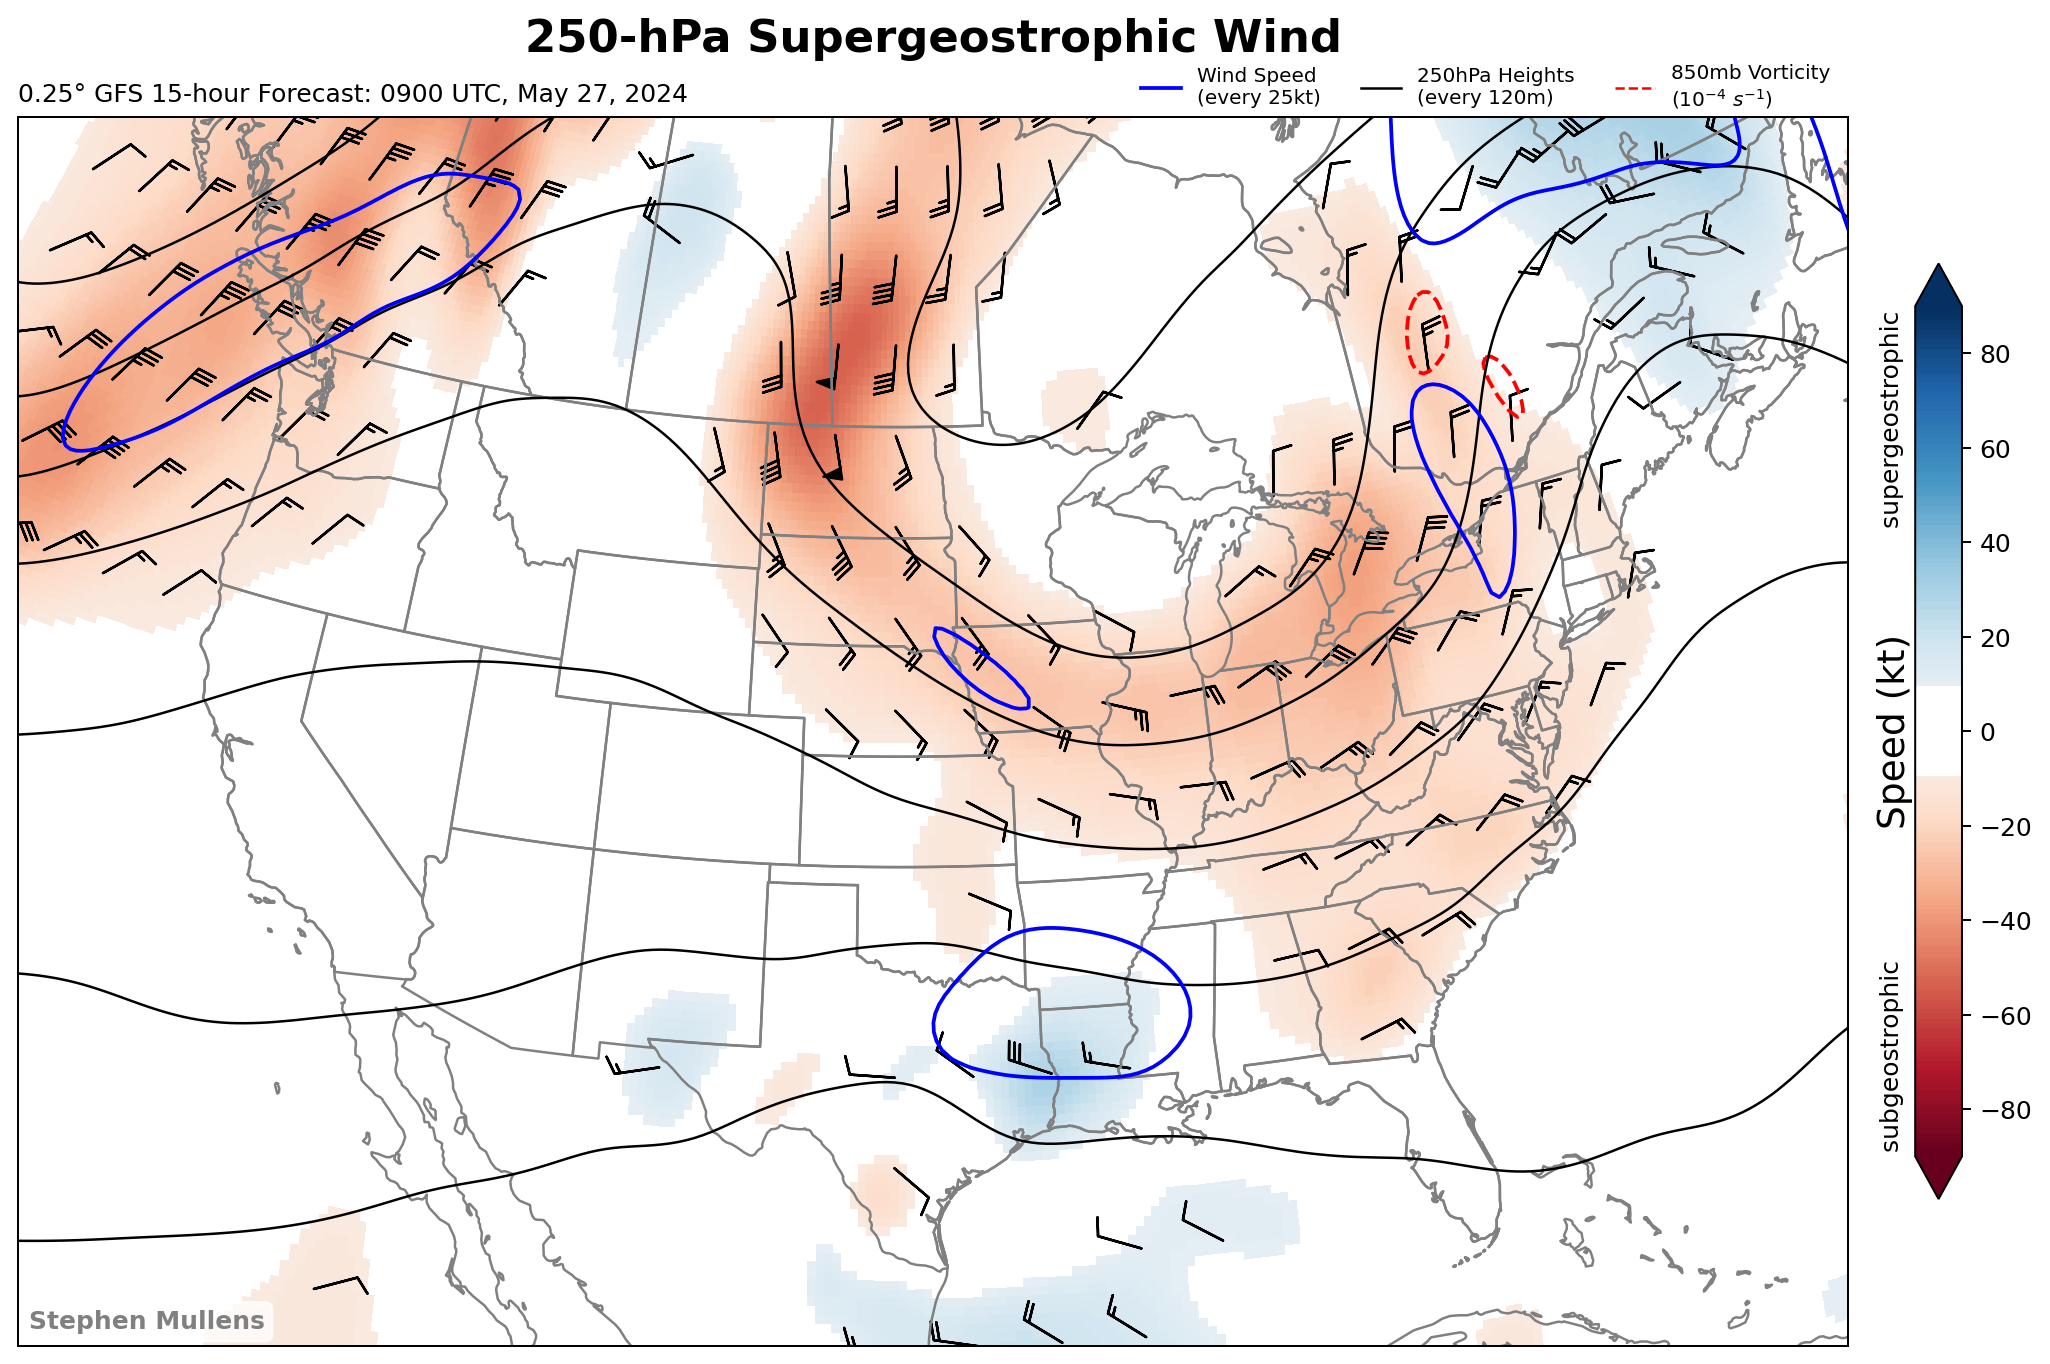 250-hPa Supergeostrophic Wind
0.25° GFS 15-hour Forecast: 0900 UTC, May 27, 2024
Wind Speed
(every 25kt)
250hPa Heights
(every 120m)
850mb Vorticity
(10⁻⁴ s⁻¹)
supergeostrophic
subgeostrophic
Speed (kt)
80
60
40
20
0
−20
−40
−60
−80
Stephen Mullens